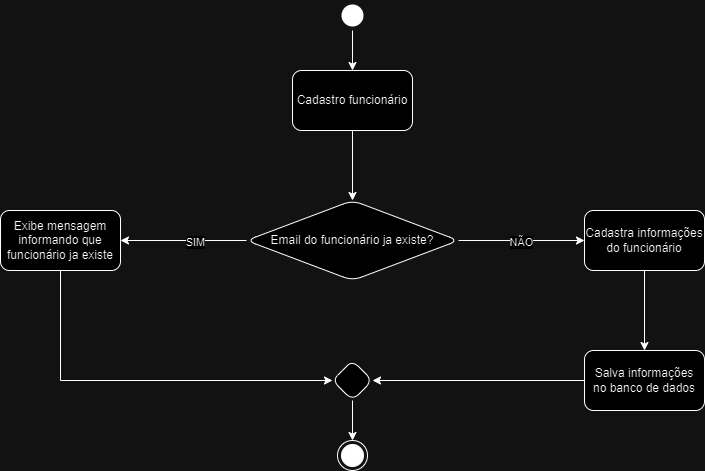 Cadastro funcionário
Exibe mensagem
informando que
funcionário ja existe
SIM
Email do funcionário ja existe?
NÃO
Cadastra informações
do funcionário
Salva informações
no banco de dados